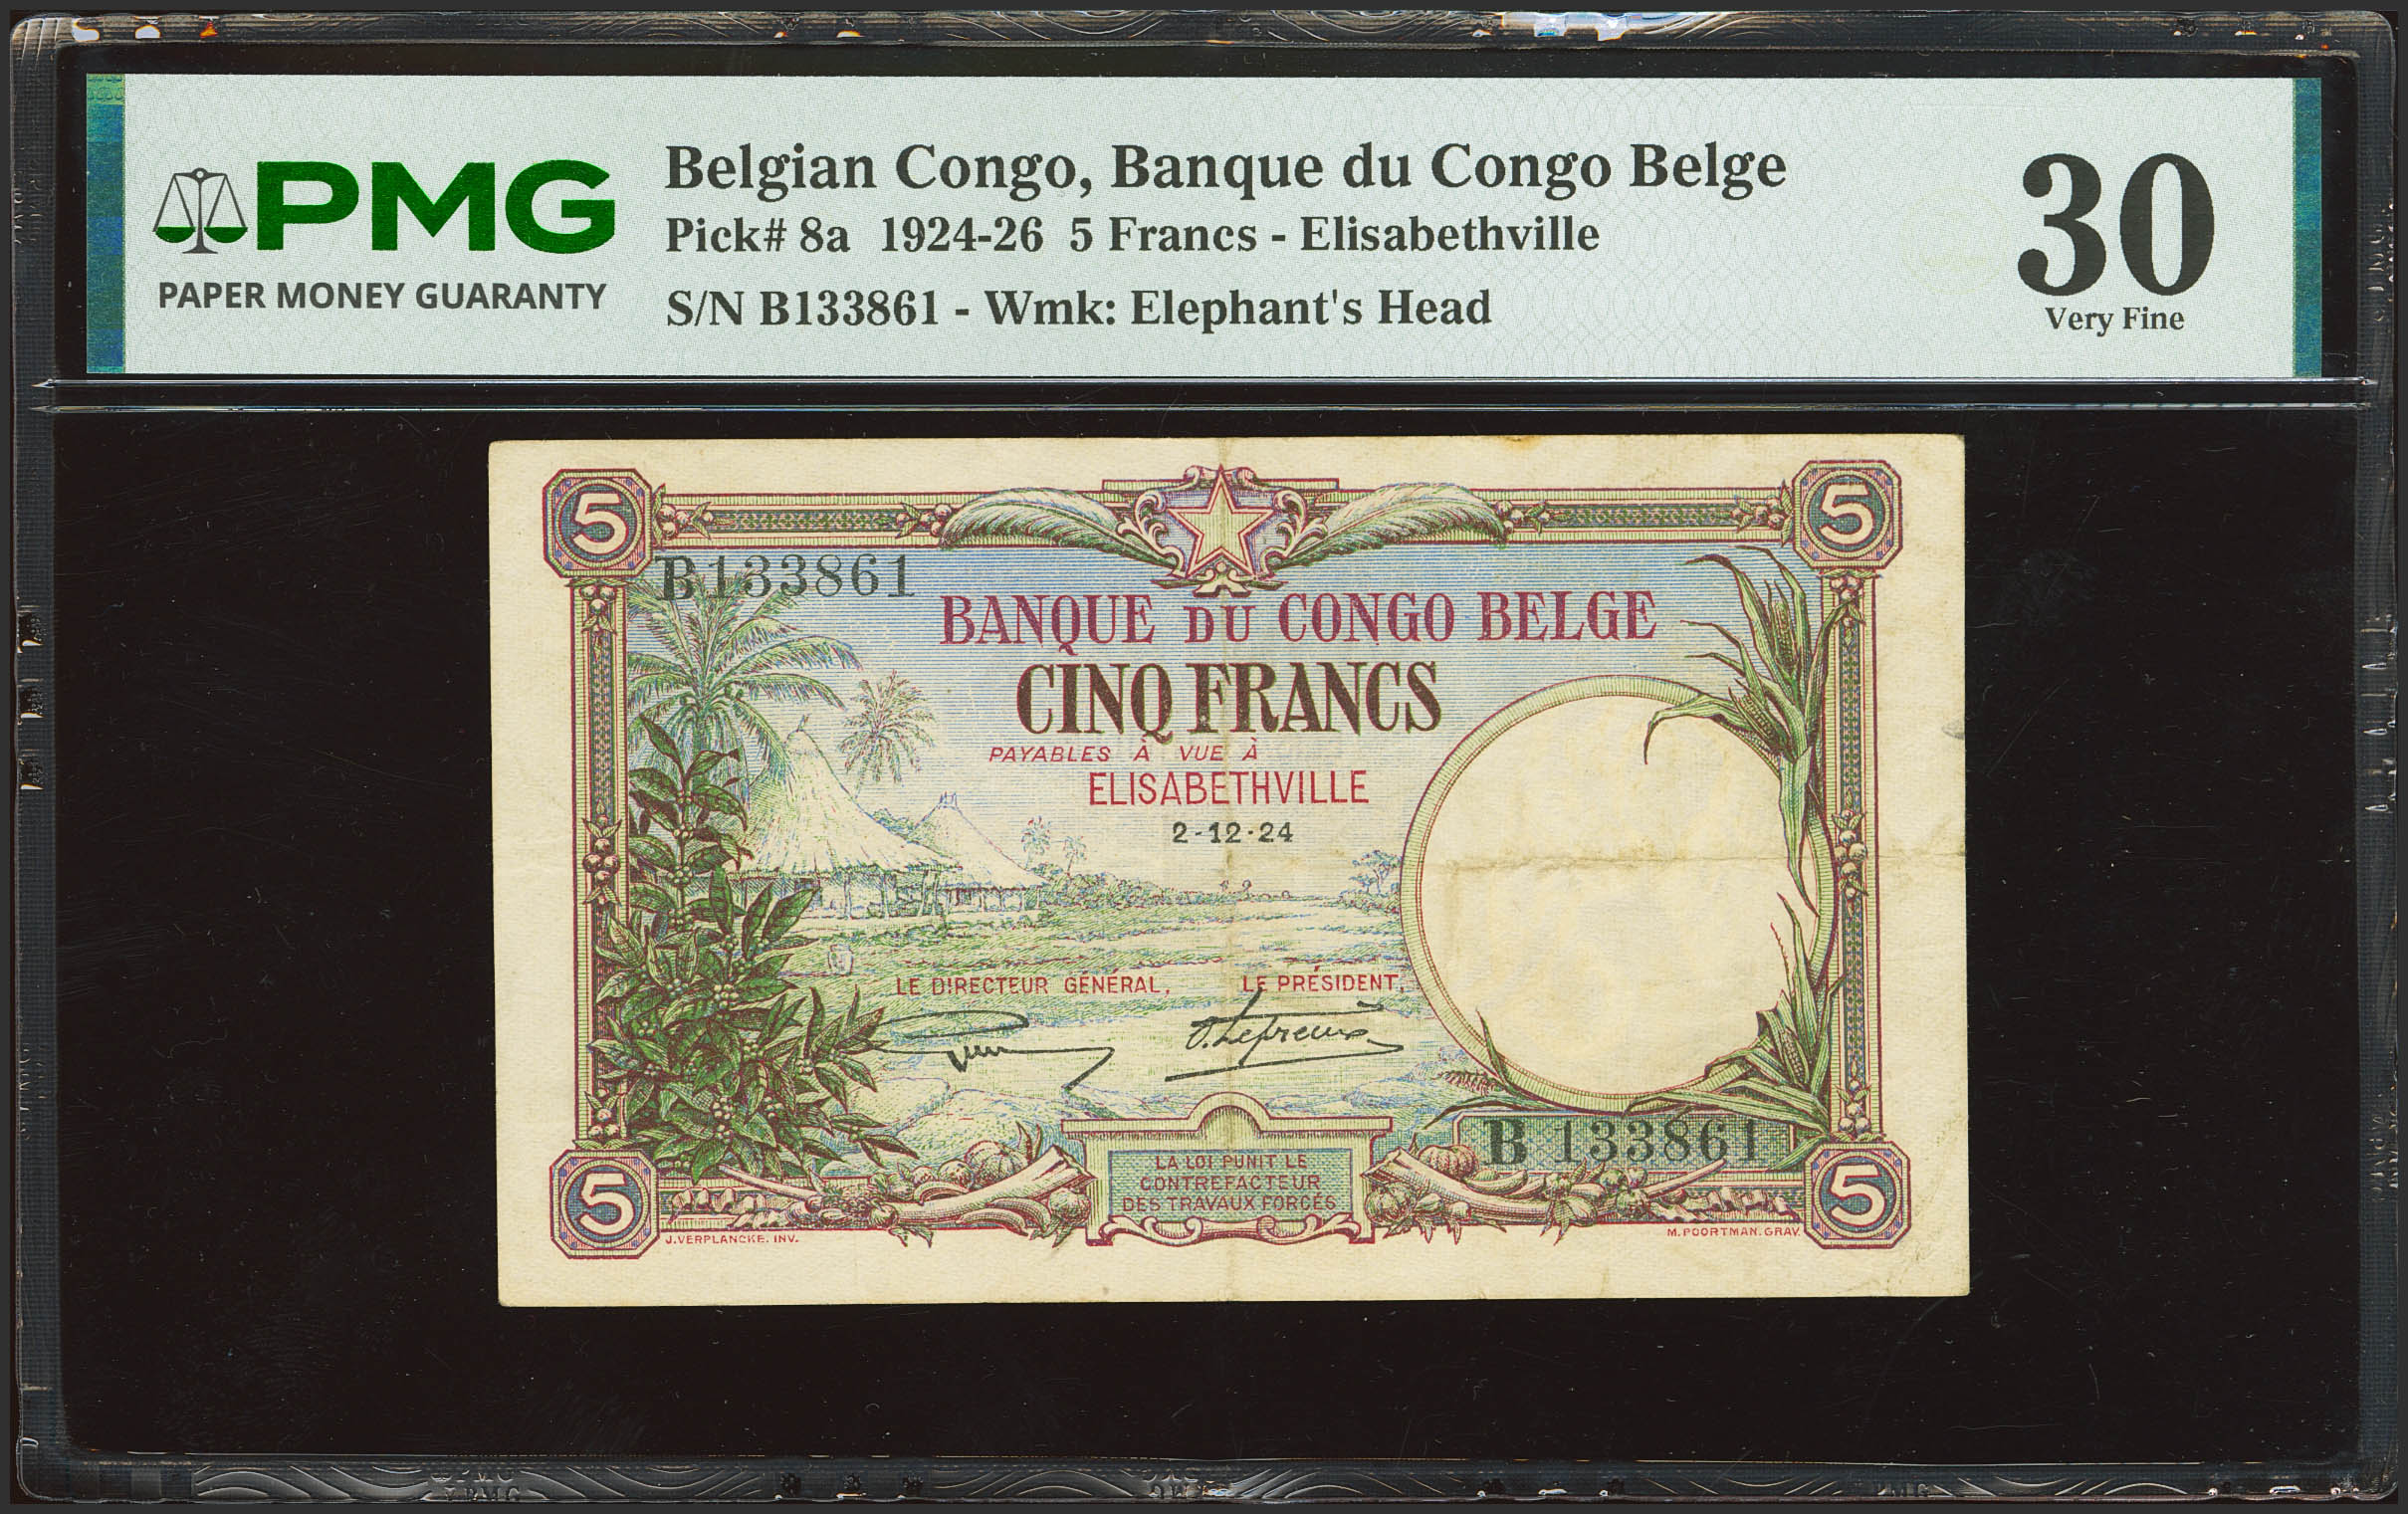 PMG
PAPER MONEY GUARANTY
Belgian Congo, Banque du Congo Belge
Pick# 8a 1924-26 5 Francs - Elisabethville
S/N B133861 - Wmk: Elephant's Head
30
Very Fine
5
5
B133861
BANQUE DU CONGO BELGE
CINQ FRANCS
PAYABLES À VUE À
ELISABETHVILLE
2-12-24
LE DIRECTEUR GÉNÉRAL,
LE PRÉSIDENT,
O. Lepreux
B 133861
LA LOI PUNIT LE
CONTREFACTEUR
DES TRAVAUX FORCÉS
5
5
J.VERPLANCKE. INV.
M. POORTMAN. GRAV.